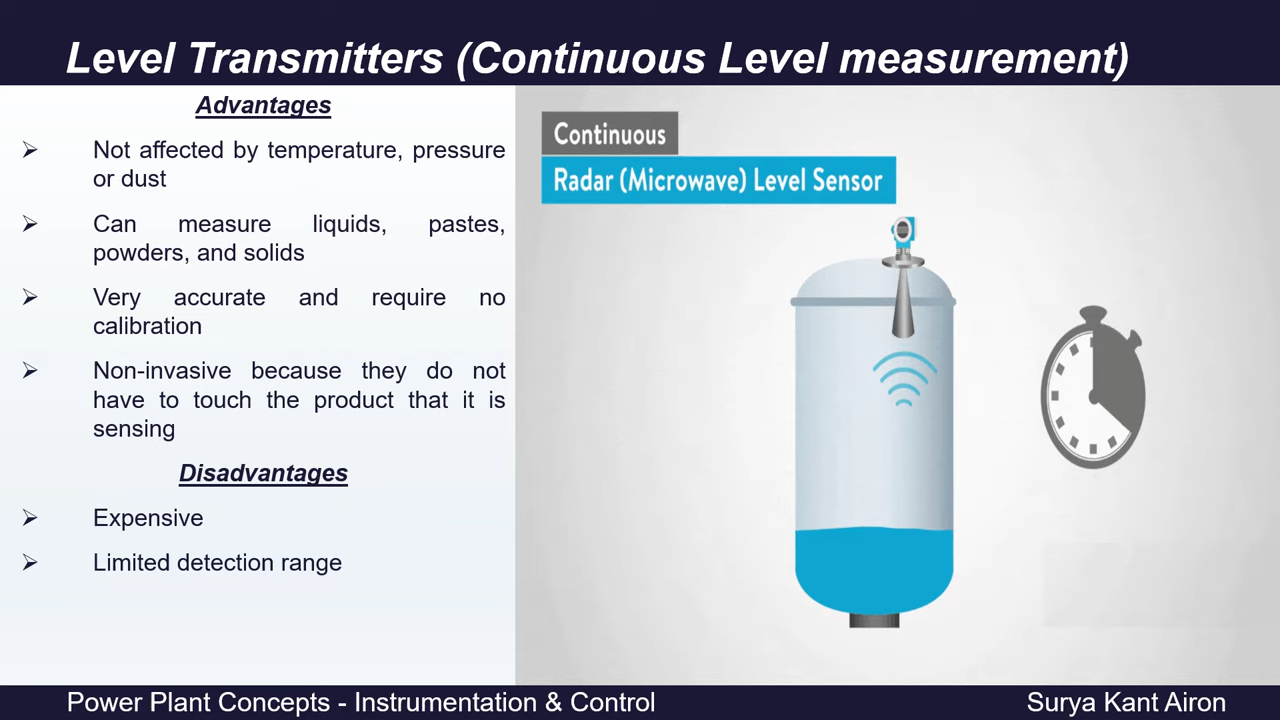 Level Transmitters (Continuous Level measurement)
Advantages
Not affected by temperature, pressure
or dust
Can measure liquids, pastes,
powders, and solids
Very accurate and require no
calibration
Non-invasive because they do not
have to touch the product that it is
sensing
Disadvantages
Expensive
Limited detection range
Continuous
Radar (Microwave) Level Sensor
Power Plant Concepts - Instrumentation & Control
Surya Kant Airon